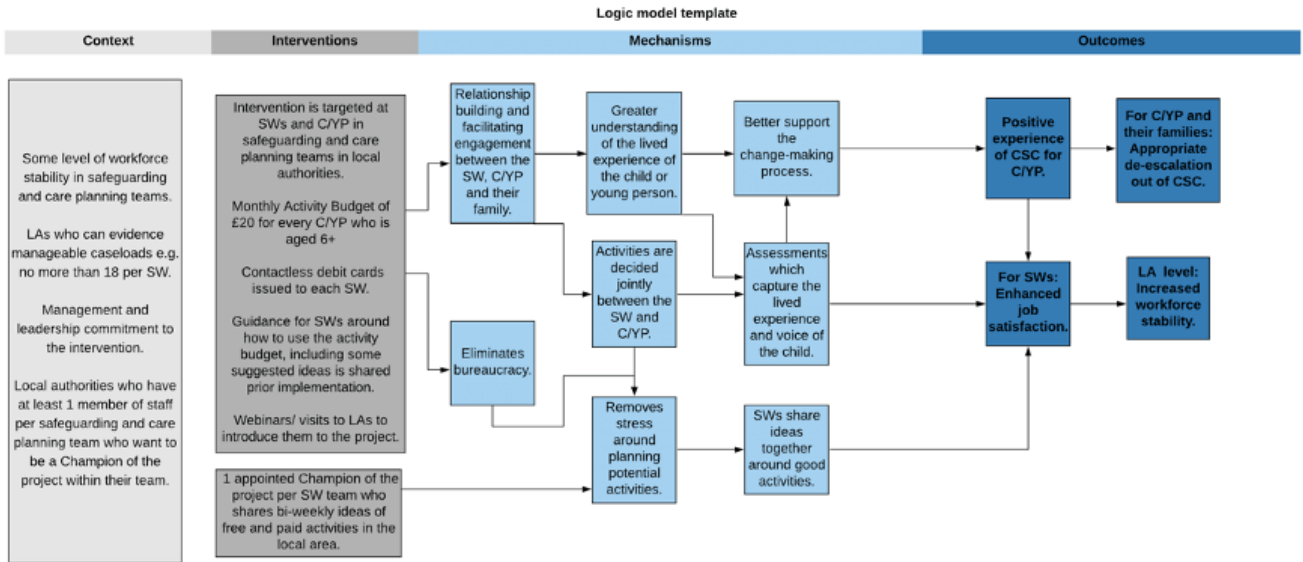 Logic model template
Context
Interventions
Mechanisms
Outcomes
Some level of workforce
stability in safeguarding
and care planning teams.
LAs who can evidence
manageable caseloads e.g.
no more than 18 per SW.
Management and
leadership commitment to
the intervention.
Local authorities who have
at least 1 member of staff
per safeguarding and care
planning team who want to
be a Champion of the
project within their team.
Intervention is targeted at
SWs and C/YP in
safeguarding and care
planning teams in local
authorities.
Monthly Activity Budget of
£20 for every C/YP who is
aged 6+
Contactless debit cards
issued to each SW.
Guidance for SWs around
how to use the activity
budget, including some
suggested ideas is shared
prior implementation.
Webinars/ visits to LAs to
introduce them to the project.
1 appointed Champion of the
project per SW team who
shares bi-weekly ideas of
free and paid activities in the
local area.
Relationship
building and
facilitating
engagement
between the
SW, C/YP
and their
family.
Eliminates
bureaucracy.
Greater
understanding
of the lived
experience of
the child or
young person.
Activities are
decided
jointly
between the
SW and
C/YP.
Removes
stress
around
planning
potential
activities.
Better support
the
change-making
process.
Assessments
which
capture the
lived
experience
and voice of
the child.
SWs share
ideas
together
around good
activities.
Positive
experience
of CSC for
C/YP.
For SWs:
Enhanced
job
satisfaction.
For C/YP and
their families:
Appropriate
de-escalation
out of CSC.
LA level:
Increased
workforce
stability.